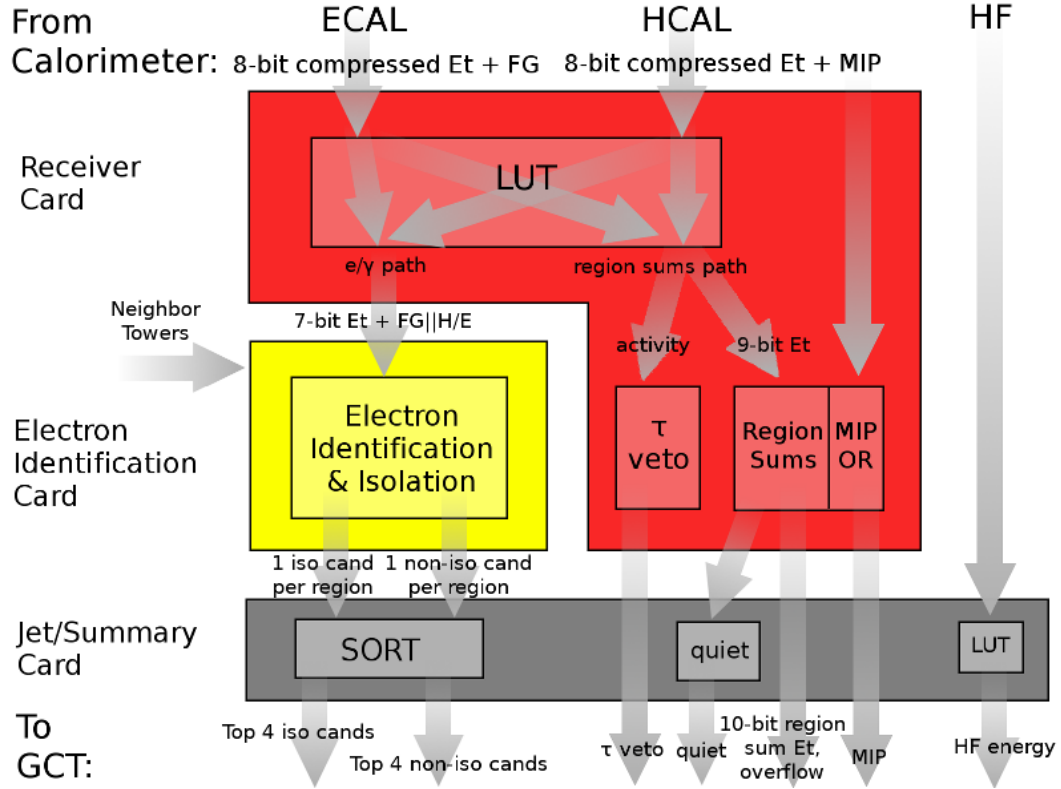 From
Calorimeter:
ECAL
HCAL
HF
8-bit compressed Et + FG
8-bit compressed Et + MIP
Receiver
Card
LUT
e/γ path
region sums path
Neighbor
Towers
7-bit Et + FG||H/E
activity
9-bit Et
Electron
Identification
Card
Electron
Identification
& Isolation
τ
veto
Region
Sums
MIP
OR
1 iso cand
per region
1 non-iso cand
per region
Jet/Summary
Card
SORT
quiet
LUT
To
GCT:
Top 4 iso cands
Top 4 non-iso cands
τ veto
quiet
10-bit region
sum Et,
overflow
MIP
HF energy